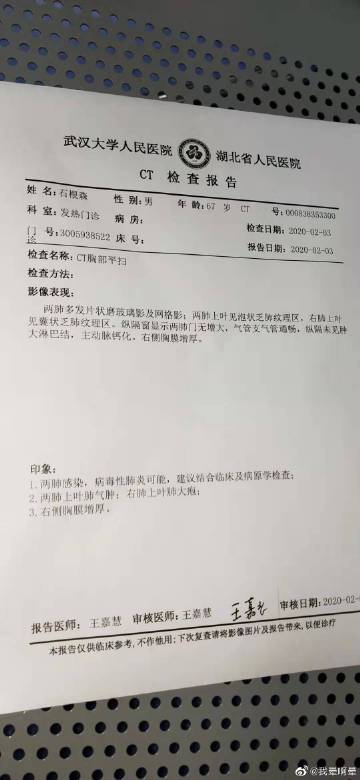 武汉大学人民医院 湖北省人民医院
CT 检查报告
姓 名:石根森 性 别:男 年 龄:67 岁 CT 号:000838353300
科 室:发热门诊 病 房: 检查日期:2020-02-03
门诊 号:3005938522 床 号: 报告日期:2020-02-03
检查名称:CT胸部平扫
检查方法:
影像表现:
两肺多发片状磨玻璃影及网格影;两肺上叶见泡状乏肺纹理区,右肺上叶
见囊状乏肺纹理区。纵隔窗显示两肺门无增大,气管支气管通畅,纵隔未见肿
大淋巴结,主动脉钙化,右侧胸膜增厚。
印象:
1.两肺感染,病毒性肺炎可能,建议结合临床及病原学检查;
2.两肺上叶肺气肿;右肺上叶肺大疱;
3.右侧胸膜增厚。
报告医师: 王嘉慧 审核医师: 王嘉慧 审核日期:2020-02-
本报告仅供临床参考,不作他用;下次复查请将影像图片及报告带来,以便诊疗